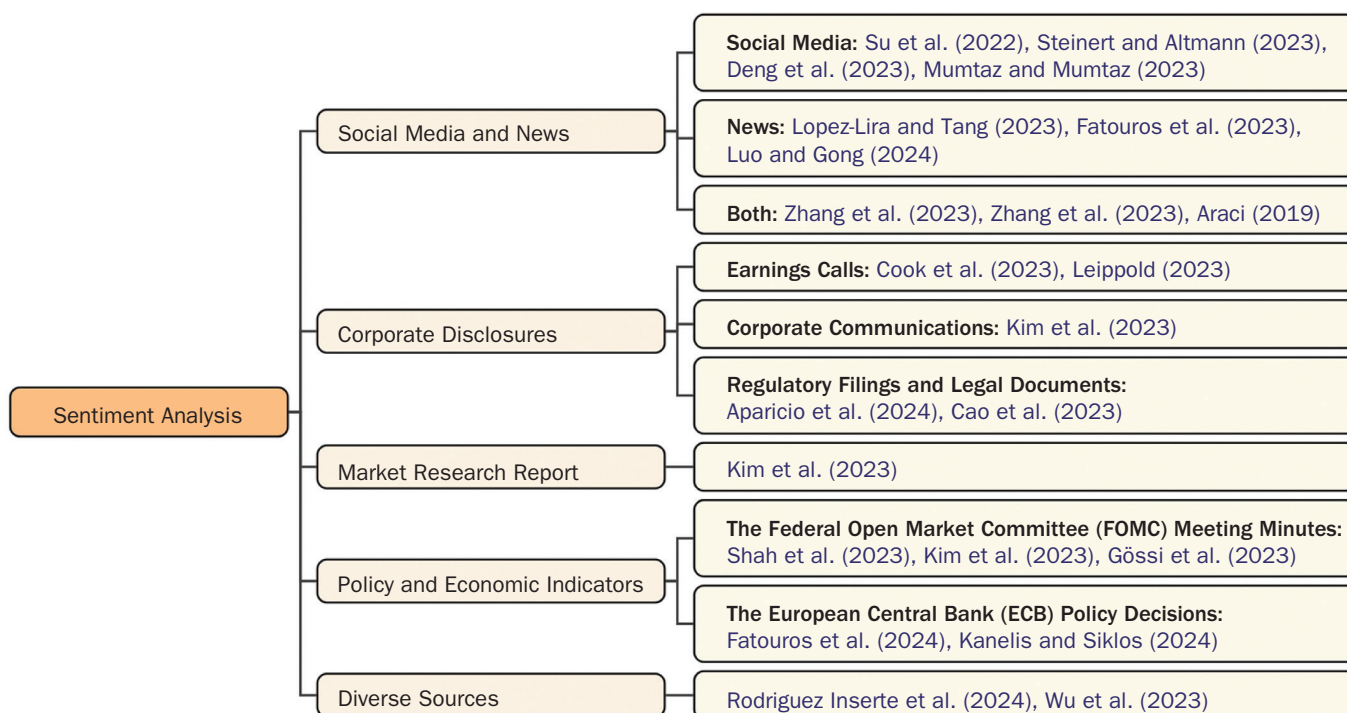 Sentiment Analysis
Social Media and News
Social Media: Su et al. (2022), Steinert and Altmann (2023),
Deng et al. (2023), Mumtaz and Mumtaz (2023)
News: Lopez-Lira and Tang (2023), Fatouros et al. (2023),
Luo and Gong (2024)
Both: Zhang et al. (2023), Zhang et al. (2023), Araci (2019)
Corporate Disclosures
Earnings Calls: Cook et al. (2023), Leippold (2023)
Corporate Communications: Kim et al. (2023)
Regulatory Filings and Legal Documents:
Aparicio et al. (2024), Cao et al. (2023)
Market Research Report
Kim et al. (2023)
Policy and Economic Indicators
The Federal Open Market Committee (FOMC) Meeting Minutes:
Shah et al. (2023), Kim et al. (2023), Gössi et al. (2023)
The European Central Bank (ECB) Policy Decisions:
Fatouros et al. (2024), Kanelis and Siklos (2024)
Diverse Sources
Rodriguez Inserte et al. (2024), Wu et al. (2023)